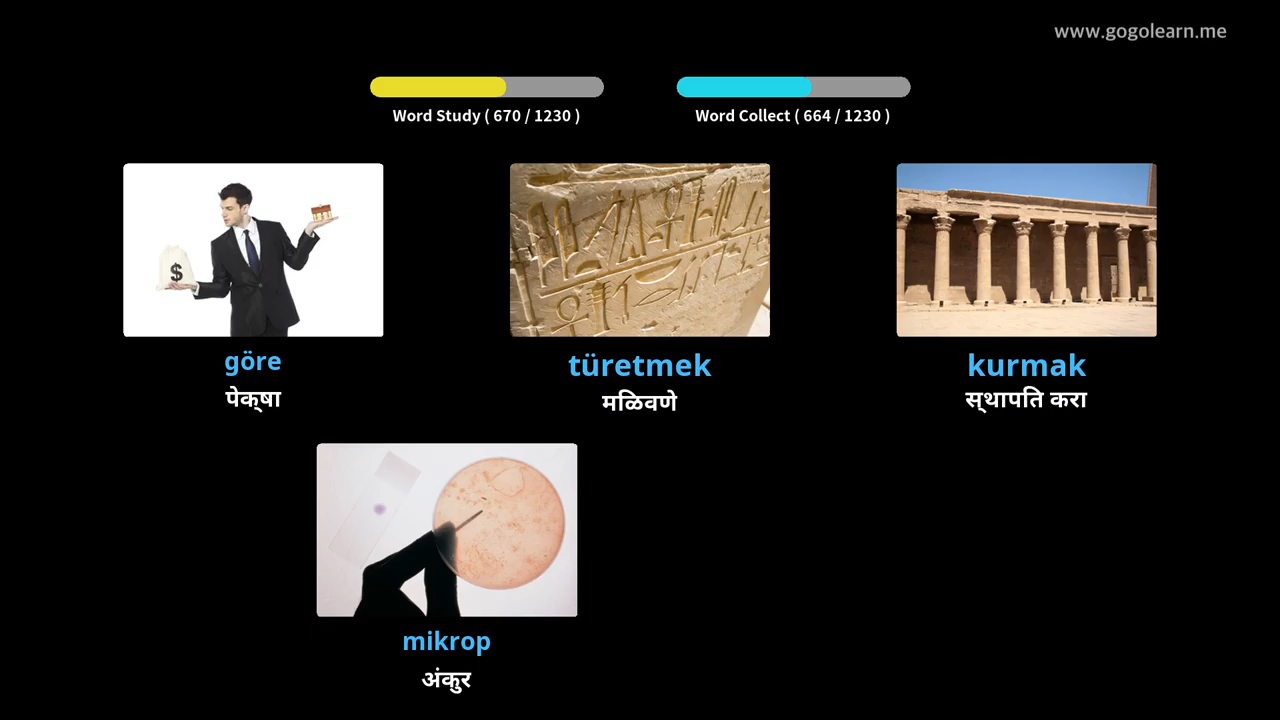 www.gogolearn.me
Word Study ( 670 / 1230 )
Word Collect ( 664 / 1230 )
göre
पेक्षा
türetmek
मळिवणे
kurmak
स्थापति करा
mikrop
अंकुर